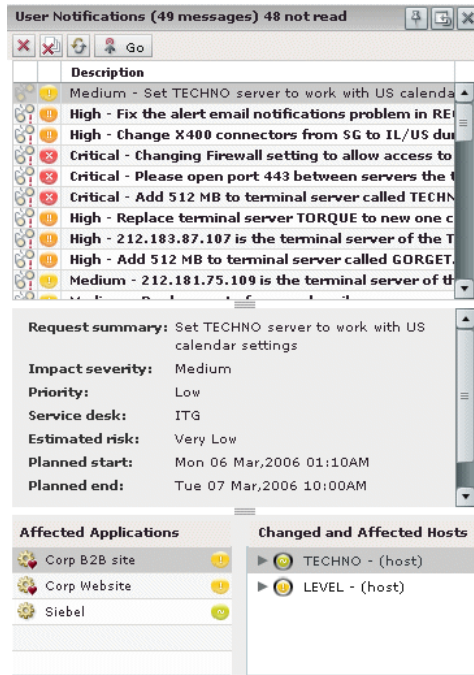 User Notifications (49 messages) 48 not read
Go
Description
Medium - Set TECHNO server to work with US calenda
High - Fix the alert email notifications problem in RE
High - Change X400 connectors from SG to IL/US du
Critical - Changing Firewall setting to allow access to
Critical - Please open port 443 between servers the
Critical - Add 512 MB to terminal server called TECHN
High - Replace terminal server TORQUE to new one c
High - 212.183.87.107 is the terminal server of the T
High - Add 512 MB to terminal server called GORGET.
Medium - 212.181.75.109 is the terminal server of th
Request summary: Set TECHNO server to work with US
calendar settings
Impact severity: Medium
Priority: Low
Service desk: ITG
Estimated risk: Very Low
Planned start: Mon 06 Mar,2006 01:10AM
Planned end: Tue 07 Mar,2006 10:00AM
Affected Applications
Corp B2B site
Corp Website
Siebel
Changed and Affected Hosts
TECHNO - (host)
LEVEL - (host)